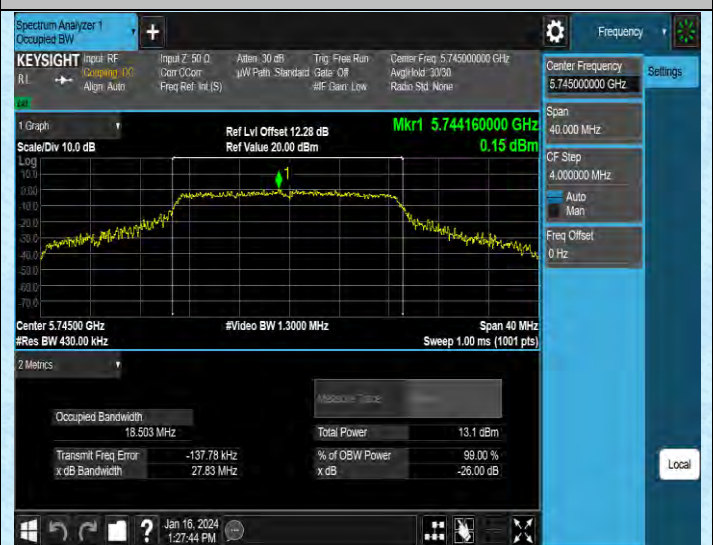 Spectrum Analyzer 1
Occupied BW
+
Frequency
KEYSIGHT Input: RF
Coupling: DC
Align: Auto
RL
Input Z: 50 Ω
Corr CCorr
Freq Ref: Int (S)
Atten: 30 dB
µW Path: Standard
Trig: Free Run
Gate: Off
#IF Gain: Low
Center Freq: 5.745000000 GHz
Avg|Hold: 30/30
Radio Std: None
Center Frequency
5.745000000 GHz
Settings
Span
40.000 MHz
CF Step
4.000000 MHz
Auto
Man
Freq Offset
0 Hz
1 Graph
Scale/Div 10.0 dB
Ref Lvl Offset 12.28 dB
Ref Value 20.00 dBm
Mkr1 5.744160000 GHz
0.15 dBm
Log
10.0
0.00
-10.0
-20.0
-30.0
-40.0
-50.0
-60.0
-70.0
1
Center 5.74500 GHz
#Res BW 430.00 kHz
#Video BW 1.3000 MHz
Span 40 MHz
Sweep 1.00 ms (1001 pts)
2 Metrics
Measure Trace
Occupied Bandwidth
18.503 MHz
Total Power 13.1 dBm
Transmit Freq Error -137.78 kHz
% of OBW Power 99.00 %
x dB Bandwidth 27.83 MHz
x dB -26.00 dB
Local
?
Jan 16, 2024
1:27:44 PM